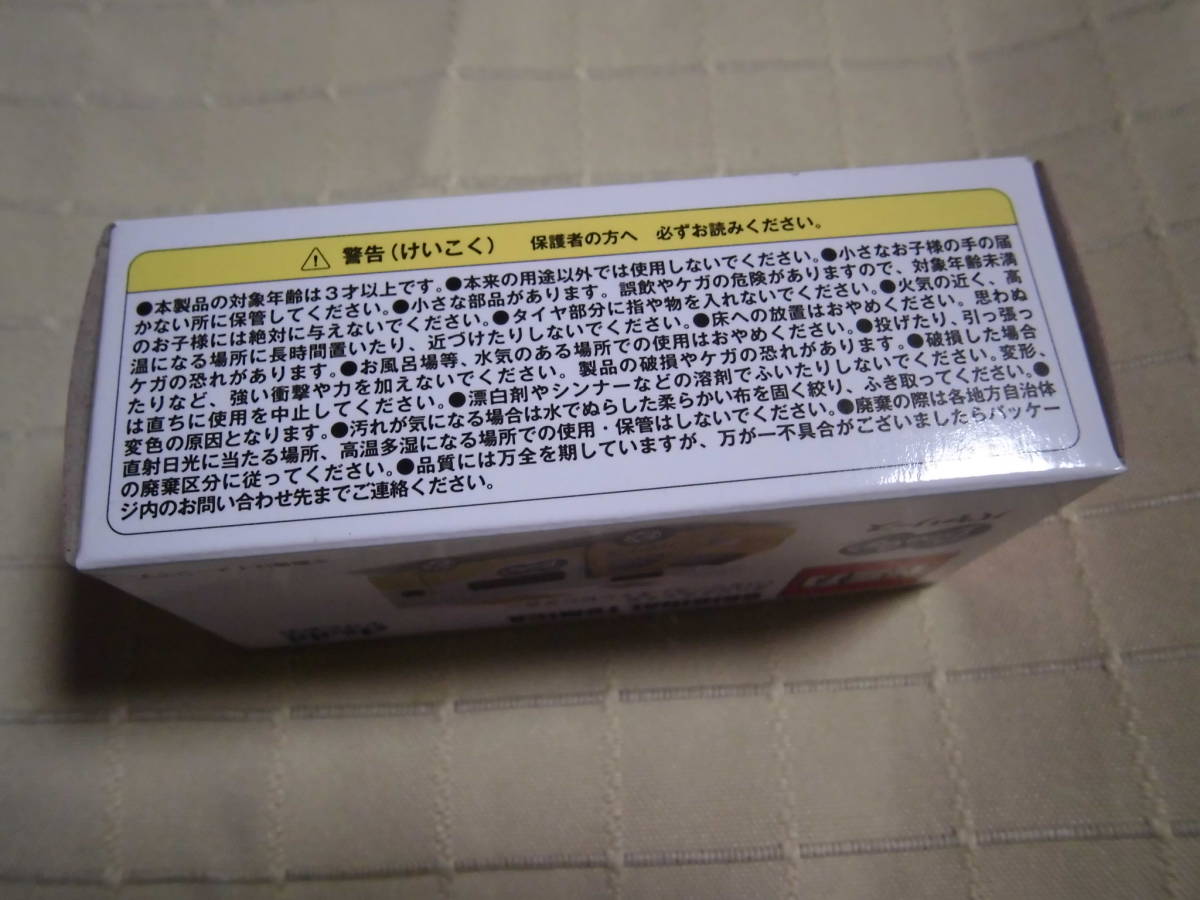 ⚠ 警告（けいこく） 保護者の方へ 必ずお読みください。
●本製品の対象年齢は3才以上です。●本来の用途以外では使用しないでください。●小さなお子様の手の届
かない所に保管してください。●小さな部品があります。誤飲やケガの危険がありますので、対象年齢未満
のお子様には絶対に与えないでください。●タイヤ部分に指や物を入れないでください。●火気の近く、高
温になる場所に長時間置いたり、近づけたりしないでください。●床への放置はおやめください。思わぬ
ケガの恐れがあります。●お風呂場等、水気のある場所での使用はおやめください。●投げたり、引っ張っ
たりなど、強い衝撃や力を加えないでください。製品の破損やケガの恐れがあります。●破損した場合
は直ちに使用を中止してください。●漂白剤やシンナーなどの溶剤でふいたりしないでください。変形、
変色の原因となります。●汚れが気になる場合は水でぬらした柔らかい布を固く絞り、ふき取ってください。●
直射日光に当たる場所、高温多湿になる場所での使用・保管はしないでください。●廃棄の際は各地方自治体
の廃棄区分に従ってください。●品質には万全を期していますが、万が一不具合がございましたらパッケー
ジ内のお問い合わせ先までご連絡ください。